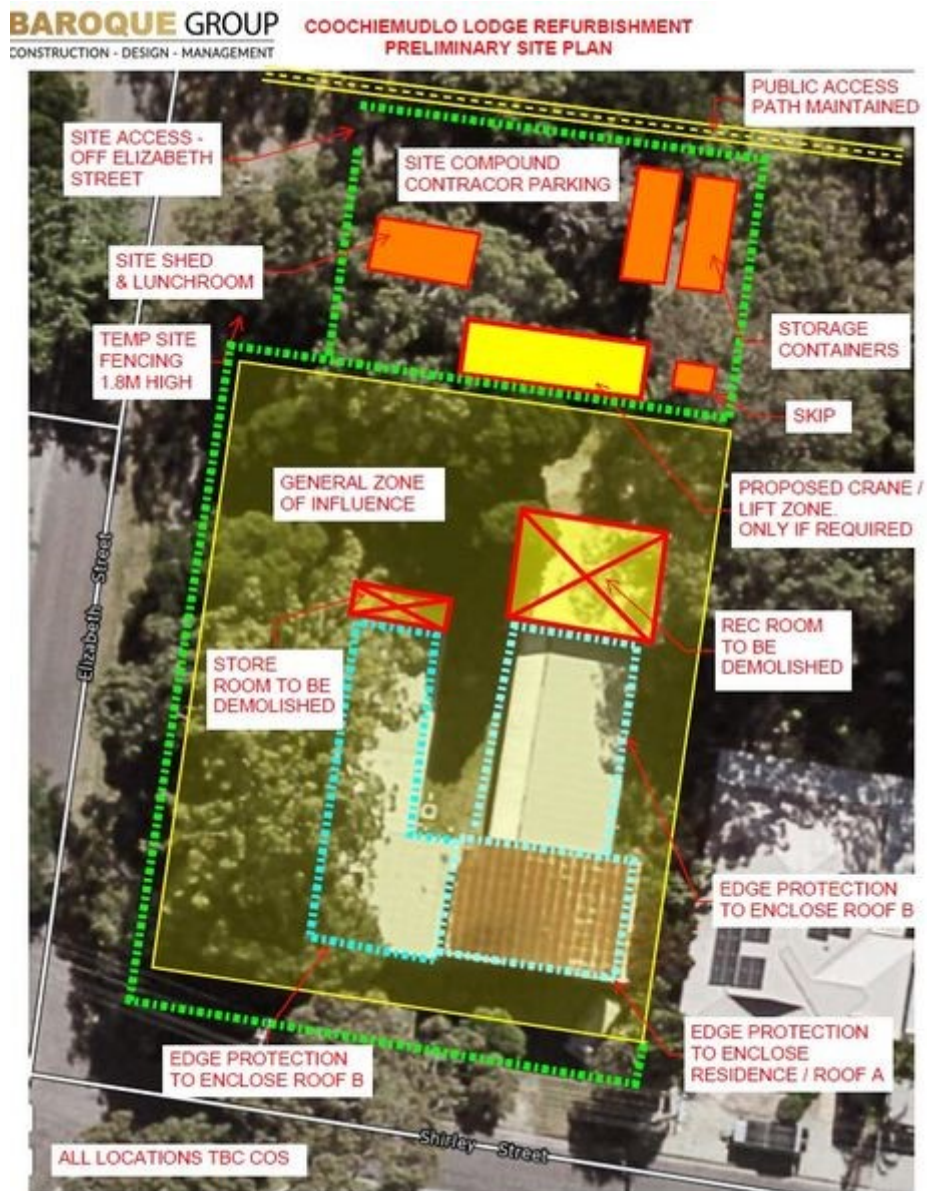 BAROQUE GROUP
CONSTRUCTION - DESIGN - MANAGEMENT
COOCHIEMUDLO LODGE REFURBISHMENT
PRELIMINARY SITE PLAN
PUBLIC ACCESS
PATH MAINTAINED
SITE ACCESS -
OFF ELIZABETH
STREET
SITE COMPOUND
CONTRACOR PARKING
SITE SHED
& LUNCHROOM
TEMP SITE
FENCING
1.8M HIGH
STORAGE
CONTAINERS
SKIP
GENERAL ZONE
OF INFLUENCE
PROPOSED CRANE /
LIFT ZONE.
ONLY IF REQUIRED
Elizabeth Street
REC ROOM
TO BE
DEMOLISHED
STORE
ROOM TO BE
DEMOLISHED
EDGE PROTECTION
TO ENCLOSE ROOF B
EDGE PROTECTION
TO ENCLOSE ROOF B
EDGE PROTECTION
TO ENCLOSE
RESIDENCE / ROOF A
Shirley Street
ALL LOCATIONS TBC COS